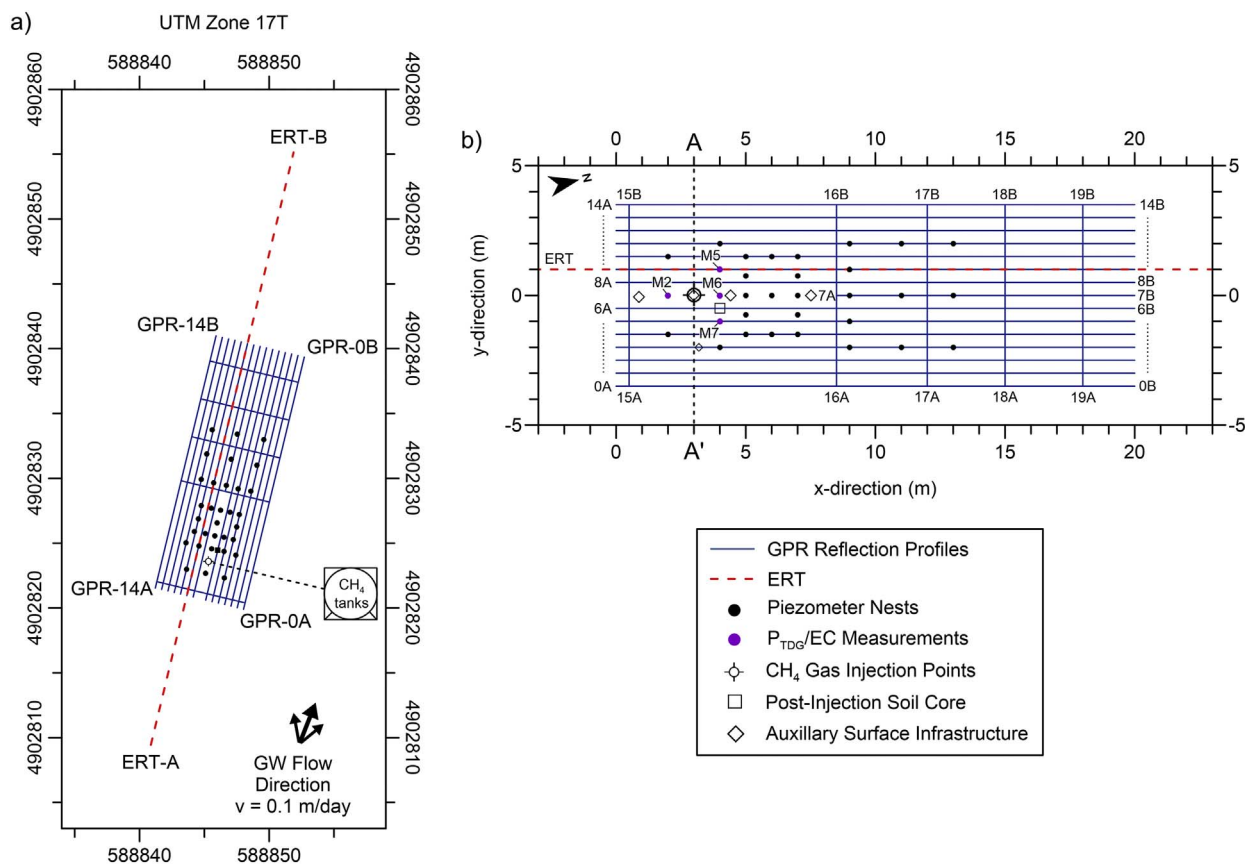 a)
UTM Zone 17T
588840
588850
4902860
4902860
ERT-B
4902850
4902850
GPR-14B
GPR-0B
4902840
4902840
4902830
4902830
GPR-14A
GPR-0A
CH4
tanks
4902820
4902820
4902810
4902810
ERT-A
GW Flow
Direction
v = 0.1 m/day
588840
588850
b)
0
A
5
10
15
20
5
5
z
15B
16B
17B
18B
19B
14A
14B
ERT
M5
8A
8B
M2
M6
7A
7B
0
0
6A
6B
M7
0A
0B
15A
16A
17A
18A
19A
-5
-5
0
A'
5
10
15
20
y-direction (m)
x-direction (m)
GPR Reflection Profiles
ERT
Piezometer Nests
PTDG/EC Measurements
CH4 Gas Injection Points
Post-Injection Soil Core
Auxillary Surface Infrastructure